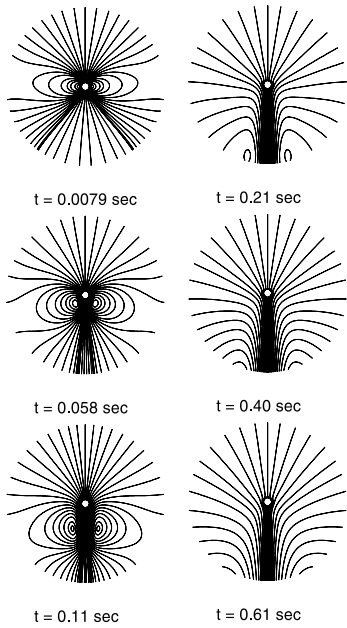 t = 0.0079 sec
t = 0.21 sec
t = 0.058 sec
t = 0.40 sec
t = 0.11 sec
t = 0.61 sec